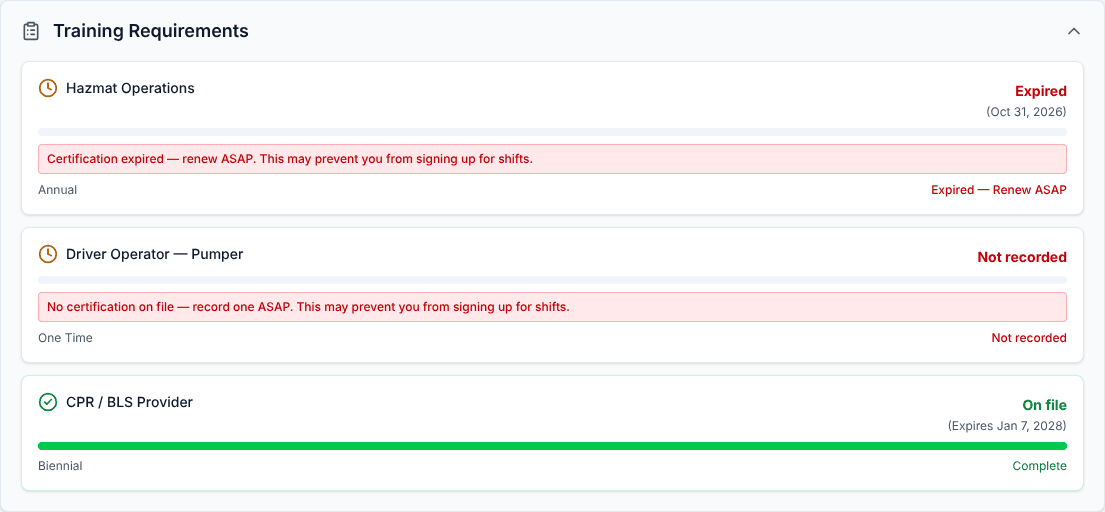 Training Requirements
Hazmat Operations
Expired
(Oct 31, 2026)
Certification expired — renew ASAP. This may prevent you from signing up for shifts.
Annual
Expired — Renew ASAP
Driver Operator — Pumper
Not recorded
No certification on file — record one ASAP. This may prevent you from signing up for shifts.
One Time
Not recorded
CPR / BLS Provider
On file
(Expires Jan 7, 2028)
Biennial
Complete